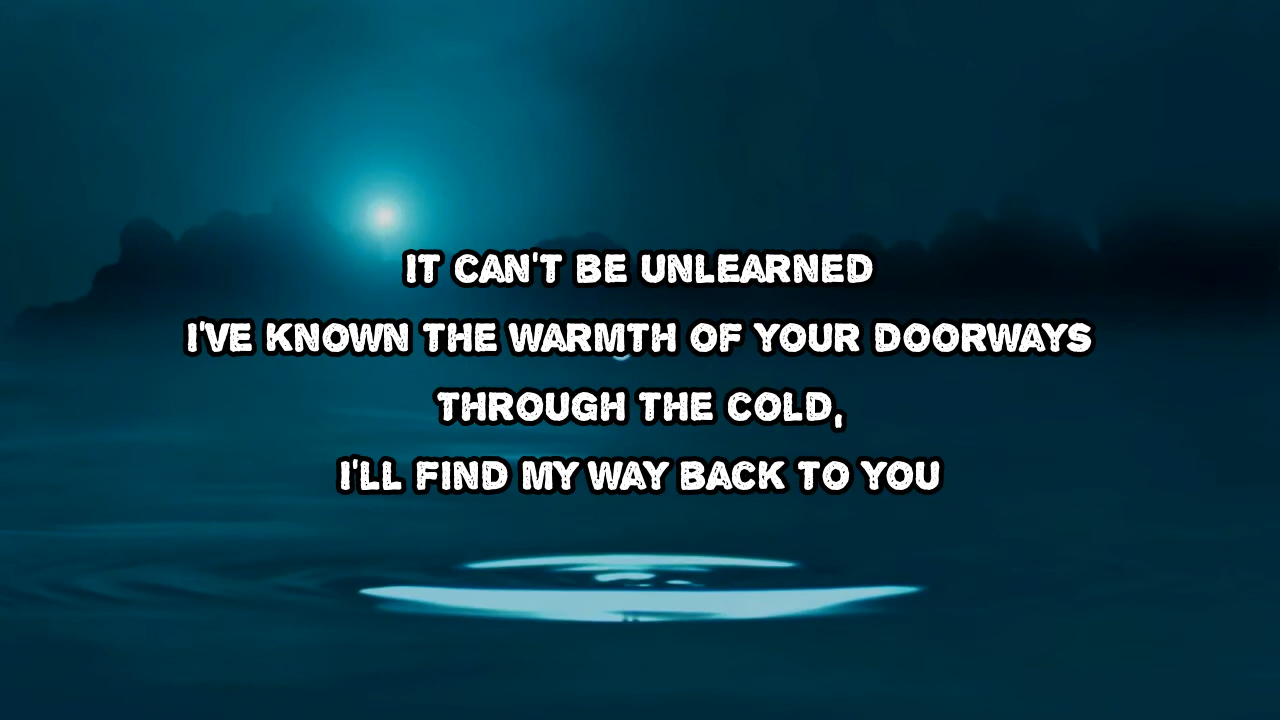 IT CAN'T BE UNLEARNED
I'VE KNOWN THE WARMTH OF YOUR DOORWAYS
THROUGH THE COLD,
I'LL FIND MY WAY BACK TO YOU